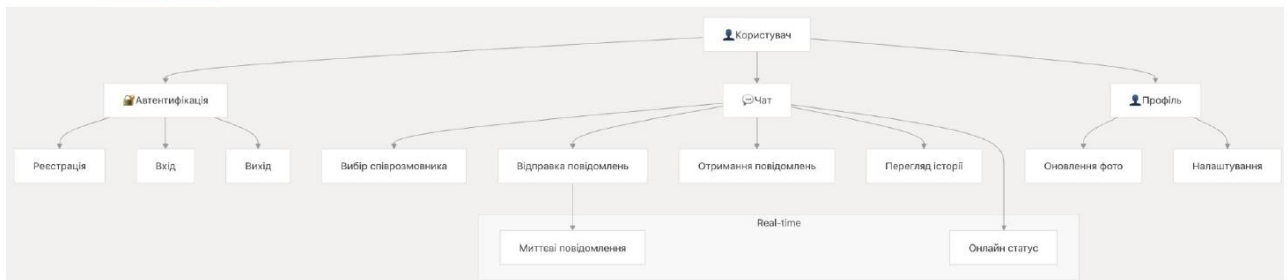 👤Користувач
🔐Автентифікація
💬Чат
👤Профіль
Реєстрація
Вхід
Вихід
Вибір співрозмовника
Відправка повідомлень
Отримання повідомлень
Перегляд історії
Оновлення фото
Налаштування
Real-time
Миттєві повідомлення
Онлайн статус